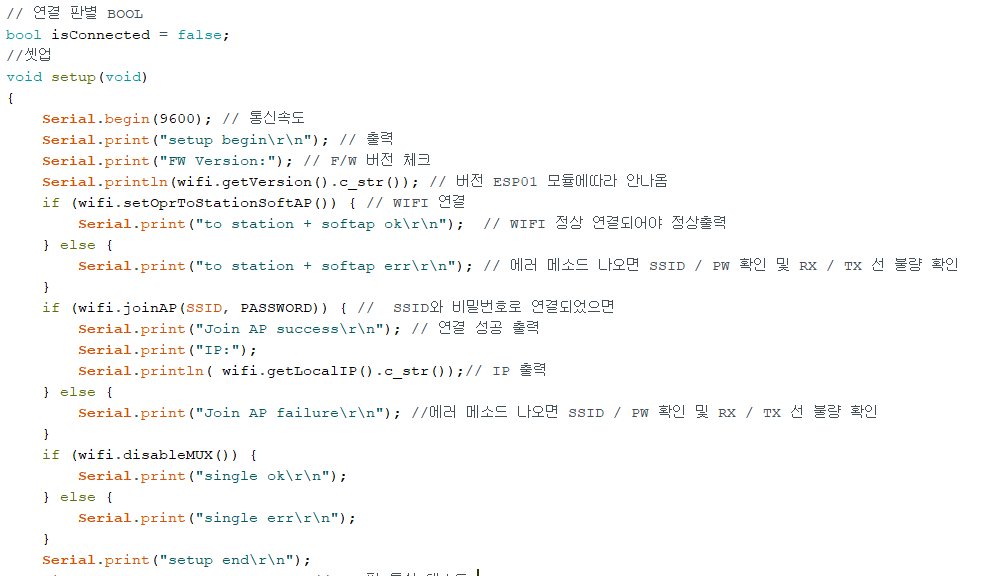 // 연결 판별 BOOL
bool isConnected = false;
//셋업
void setup(void)
{
    Serial.begin(9600); // 통신속도
    Serial.print("setup begin\r\n"); // 출력
    Serial.print("FW Version:"); // F/W 버전 체크
    Serial.println(wifi.getVersion().c_str()); // 버전 ESP01 모듈에따라 안나옴
    if (wifi.setOprToStationSoftAP()) { // WIFI 연결
        Serial.print("to station + softap ok\r\n");  // WIFI 정상 연결되어야 정상출력
    } else {
        Serial.print("to station + softap err\r\n"); // 에러 메소드 나오면 SSID / PW 확인 및 RX / TX 선 불량 확인
    }
    if (wifi.joinAP(SSID, PASSWORD)) { //  SSID와 비밀번호로 연결되었으면
        Serial.print("Join AP success\r\n"); // 연결 성공 출력
        Serial.print("IP:");
        Serial.println( wifi.getLocalIP().c_str());// IP 출력
    } else {
        Serial.print("Join AP failure\r\n"); //에러 메소드 나오면 SSID / PW 확인 및 RX / TX 선 불량 확인
    }
    if (wifi.disableMUX()) {
        Serial.print("single ok\r\n");
    } else {
        Serial.print("single err\r\n");
    }
    Serial.print("setup end\r\n");